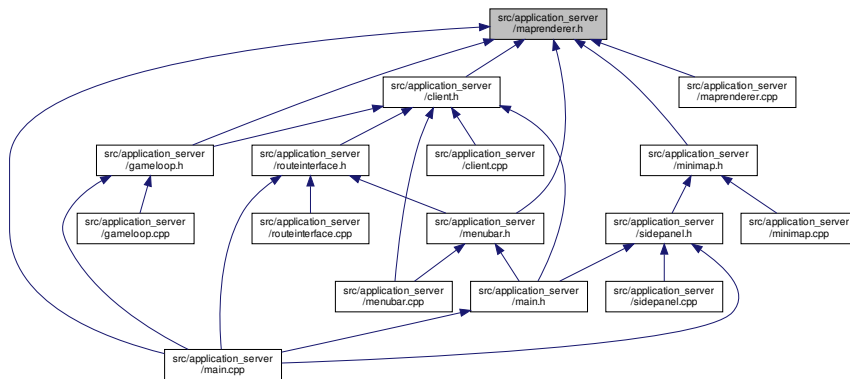 src/application_server
/maprenderer.h
src/application_server
/client.h
src/application_server
/maprenderer.cpp
src/application_server
/gameloop.h
src/application_server
/routeinterface.h
src/application_server
/client.cpp
src/application_server
/minimap.h
src/application_server
/gameloop.cpp
src/application_server
/routeinterface.cpp
src/application_server
/menubar.h
src/application_server
/sidepanel.h
src/application_server
/minimap.cpp
src/application_server
/menubar.cpp
src/application_server
/main.h
src/application_server
/sidepanel.cpp
src/application_server
/main.cpp